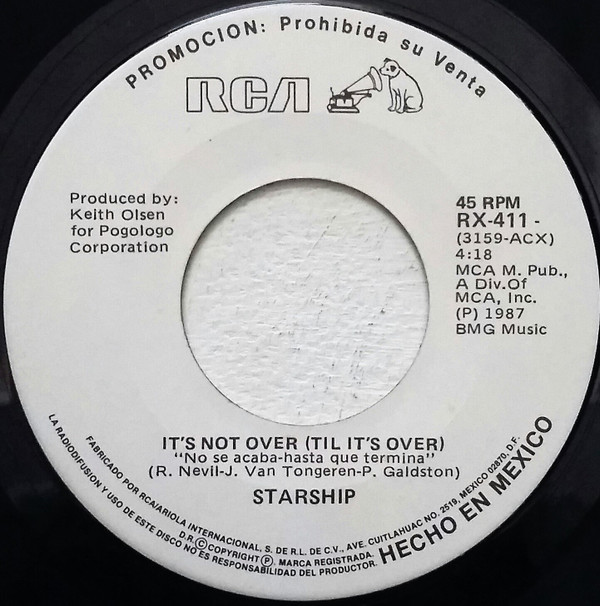 PROMOCION: Prohibida su Venta
RCA
Produced by:
Keith Olsen
for Pogologo
Corporation
45 RPM
RX-411 -
(3159-ACX)
4:18
MCA M. Pub.,
A Div.Of
MCA, Inc.
(P) 1987
BMG Music
IT'S NOT OVER (TIL IT'S OVER)
"No se acaba-hasta que termina"
(R. Nevil-J. Van Tongeren-P. Galdston)
STARSHIP
FABRICADO POR RCA/ARIOLA INTERNACIONAL, S. DE R.L. DE C.V., AVE. CUITLAHUAC NO. 2519, MEXICO 02870, D.F.
D.R. © COPYRIGHT Ⓟ. MARCA REGISTRADA.
LA RADIODIFUSION Y USO DE ESTE DISCO NO ES RESPONSABILIDAD DEL PRODUCTOR.
HECHO EN MEXICO